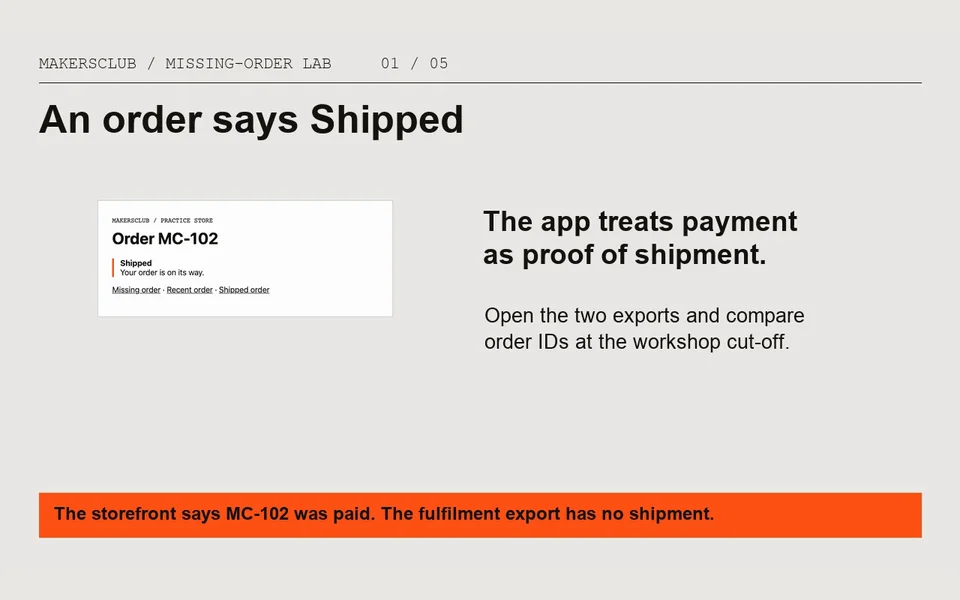 MAKERSCLUB / MISSING-ORDER LAB 01 / 05
An order says Shipped
MAKERSCLUB / PRACTICE STORE
Order MC-102
Shipped
Your order is on its way.
Missing order · Recent order · Shipped order
The app treats payment
as proof of shipment.
Open the two exports and compare
order IDs at the workshop cut-off.
The storefront says MC-102 was paid. The fulfilment export has no shipment.